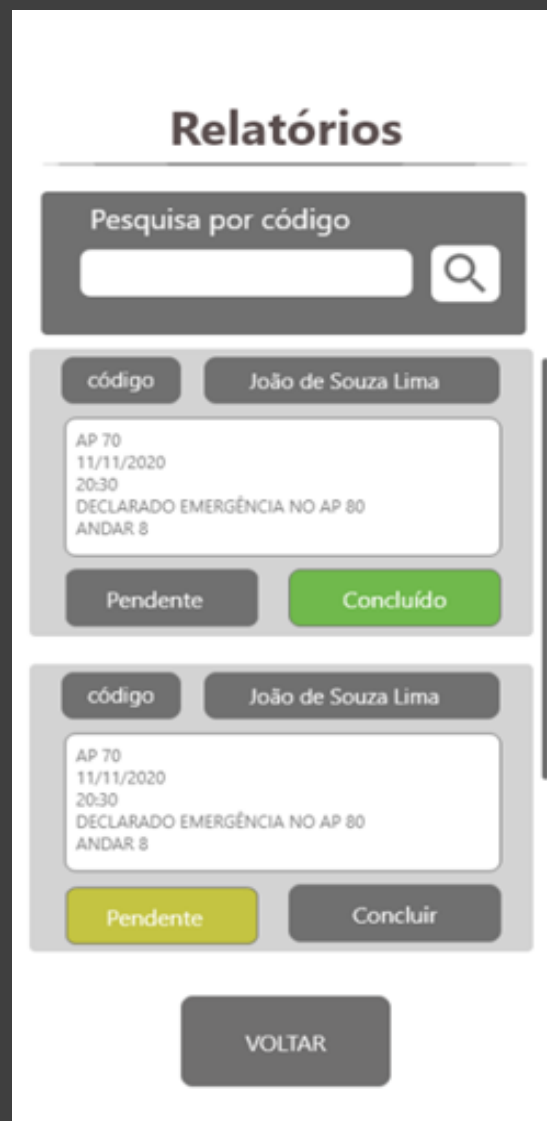 Relatórios
Pesquisa por código
código
João de Souza Lima
AP 70
11/11/2020
20:30
DECLARADO EMERGÊNCIA NO AP 80
ANDAR 8
Pendente
Concluído
código
João de Souza Lima
AP 70
11/11/2020
20:30
DECLARADO EMERGÊNCIA NO AP 80
ANDAR 8
Pendente
Concluir
VOLTAR